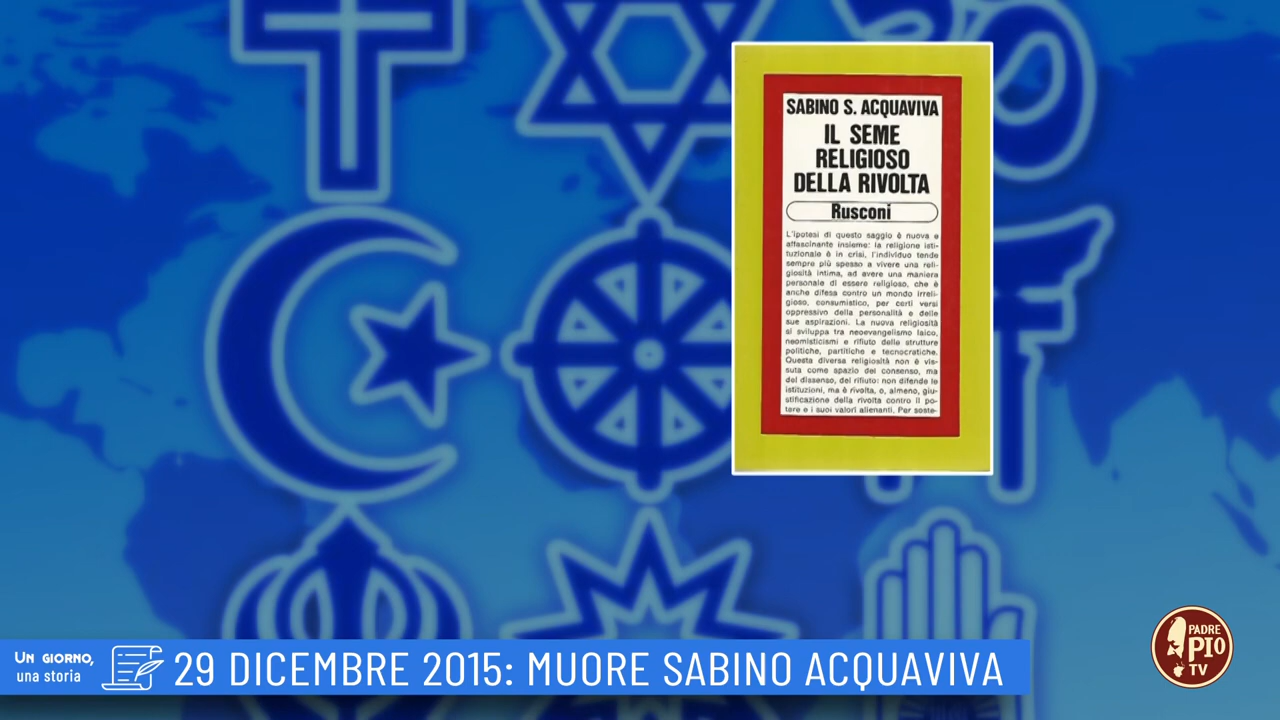 SABINO S. ACQUAVIVA
IL SEME
RELIGIOSO
DELLA RIVOLTA
Rusconi
L'ipotesi di questo saggio è nuova e
affascinante insieme: la religione isti-
tuzionale è in crisi, l'individuo tende
sempre più spesso a vivere una reli-
giosità intima, ad avere una maniera
personale di essere religioso, che è
anche difesa contro un mondo irreli-
gioso, consumistico, per certi versi
oppressivo della personalità e delle
sue aspirazioni. La nuova religiosità
si sviluppa tra neoevangelismo laico,
neomisticismi e rifiuto delle strutture
politiche, partitiche e tecnocratiche.
Questa diversa religiosità non è vis-
suta come spazio del consenso, ma
del dissenso, del rifiuto: non difende le
istituzioni, ma è rivolta, o, almeno, giu-
stificazione della rivolta contro il po-
tere e i suoi valori alienanti. Per soste-
Un giorno,
una storia
29 DICEMBRE 2015: MUORE SABINO ACQUAVIVA
PADRE
PIO
TV